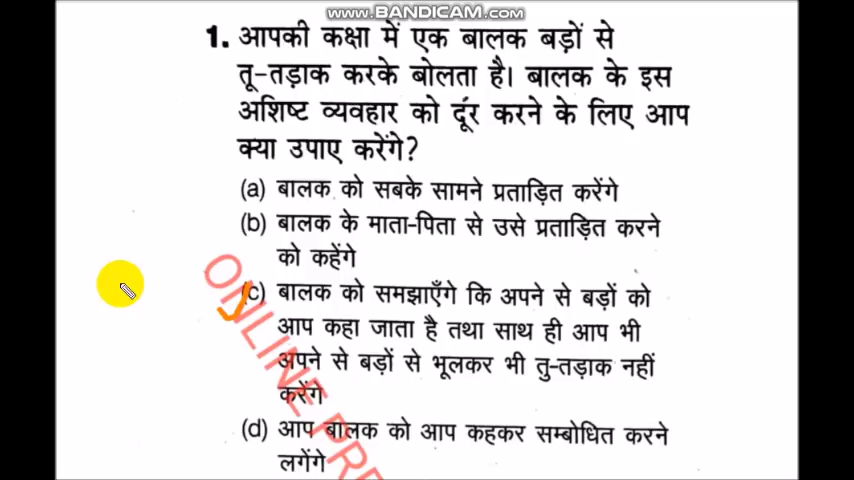 www.BANDICAM.com
1. आपकी कक्षा में एक बालक बड़ों से
तू-तड़ाक करके बोलता है। बालक के इस
अशिष्ट व्यवहार को दूर करने के लिए आप
क्या उपाए करेंगे?
(a) बालक को सबके सामने प्रताड़ित करेंगे
(b) बालक के माता-पिता से उसे प्रताड़ित करने
को कहेंगे
(c) बालक को समझाएँगे कि अपने से बड़ों को
आप कहा जाता है तथा साथ ही आप भी
अपने से बड़ों से भूलकर भी तु-तड़ाक नहीं
करेंगे
(d) आप बालक को आप कहकर सम्बोधित करने
लगेंगे
ONLINE PRE